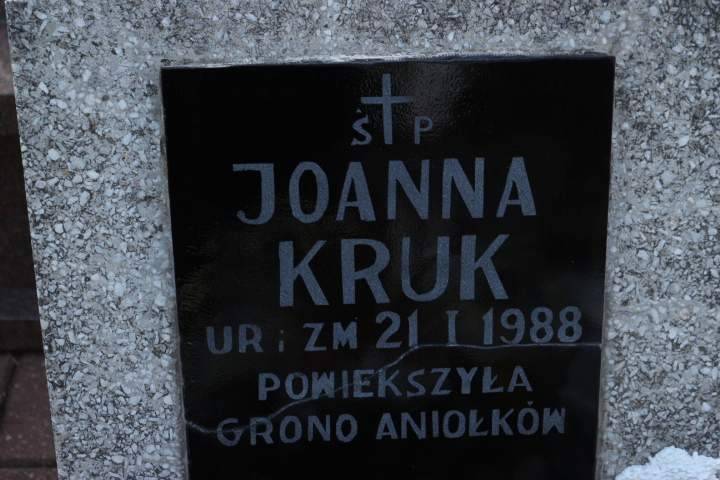 Ś P
JOANNA
KRUK
UR i ZM 21 I 1988
POWIEKSZYŁA
GRONO ANIOŁKÓW